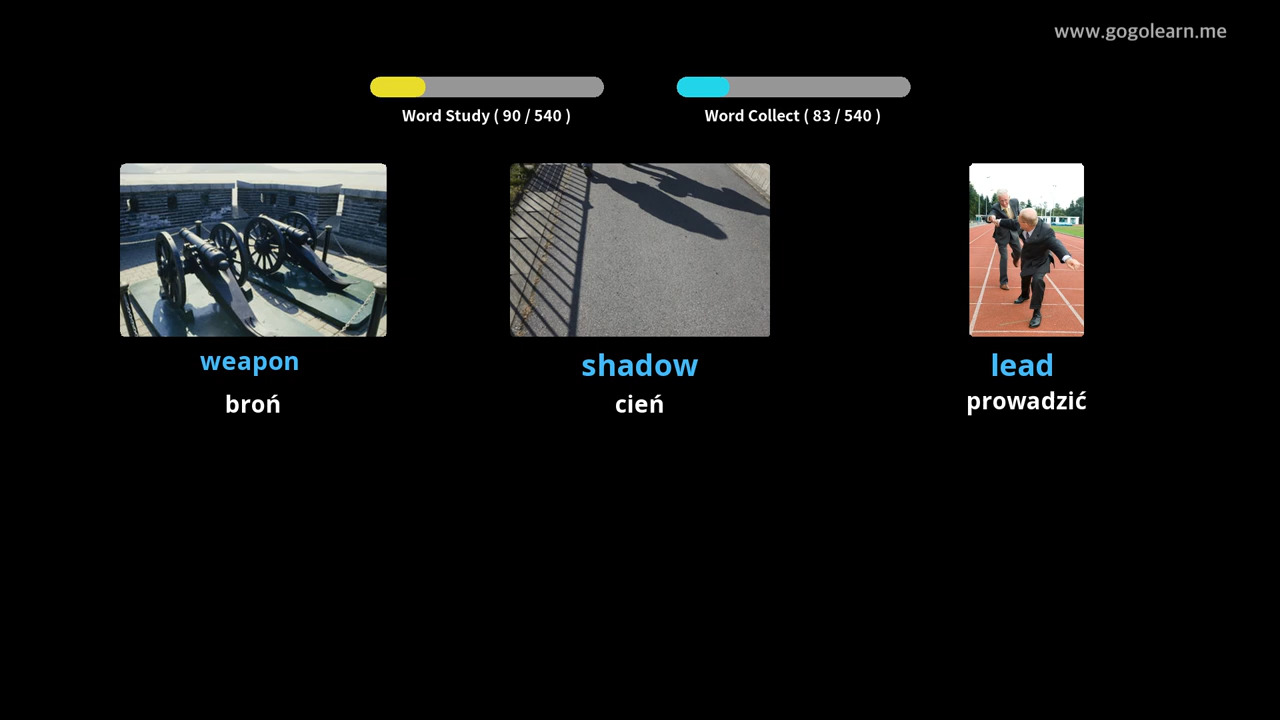 www.gogolearn.me
Word Study ( 90 / 540 )
Word Collect ( 83 / 540 )
weapon
shadow
lead
broń
cień
prowadzić